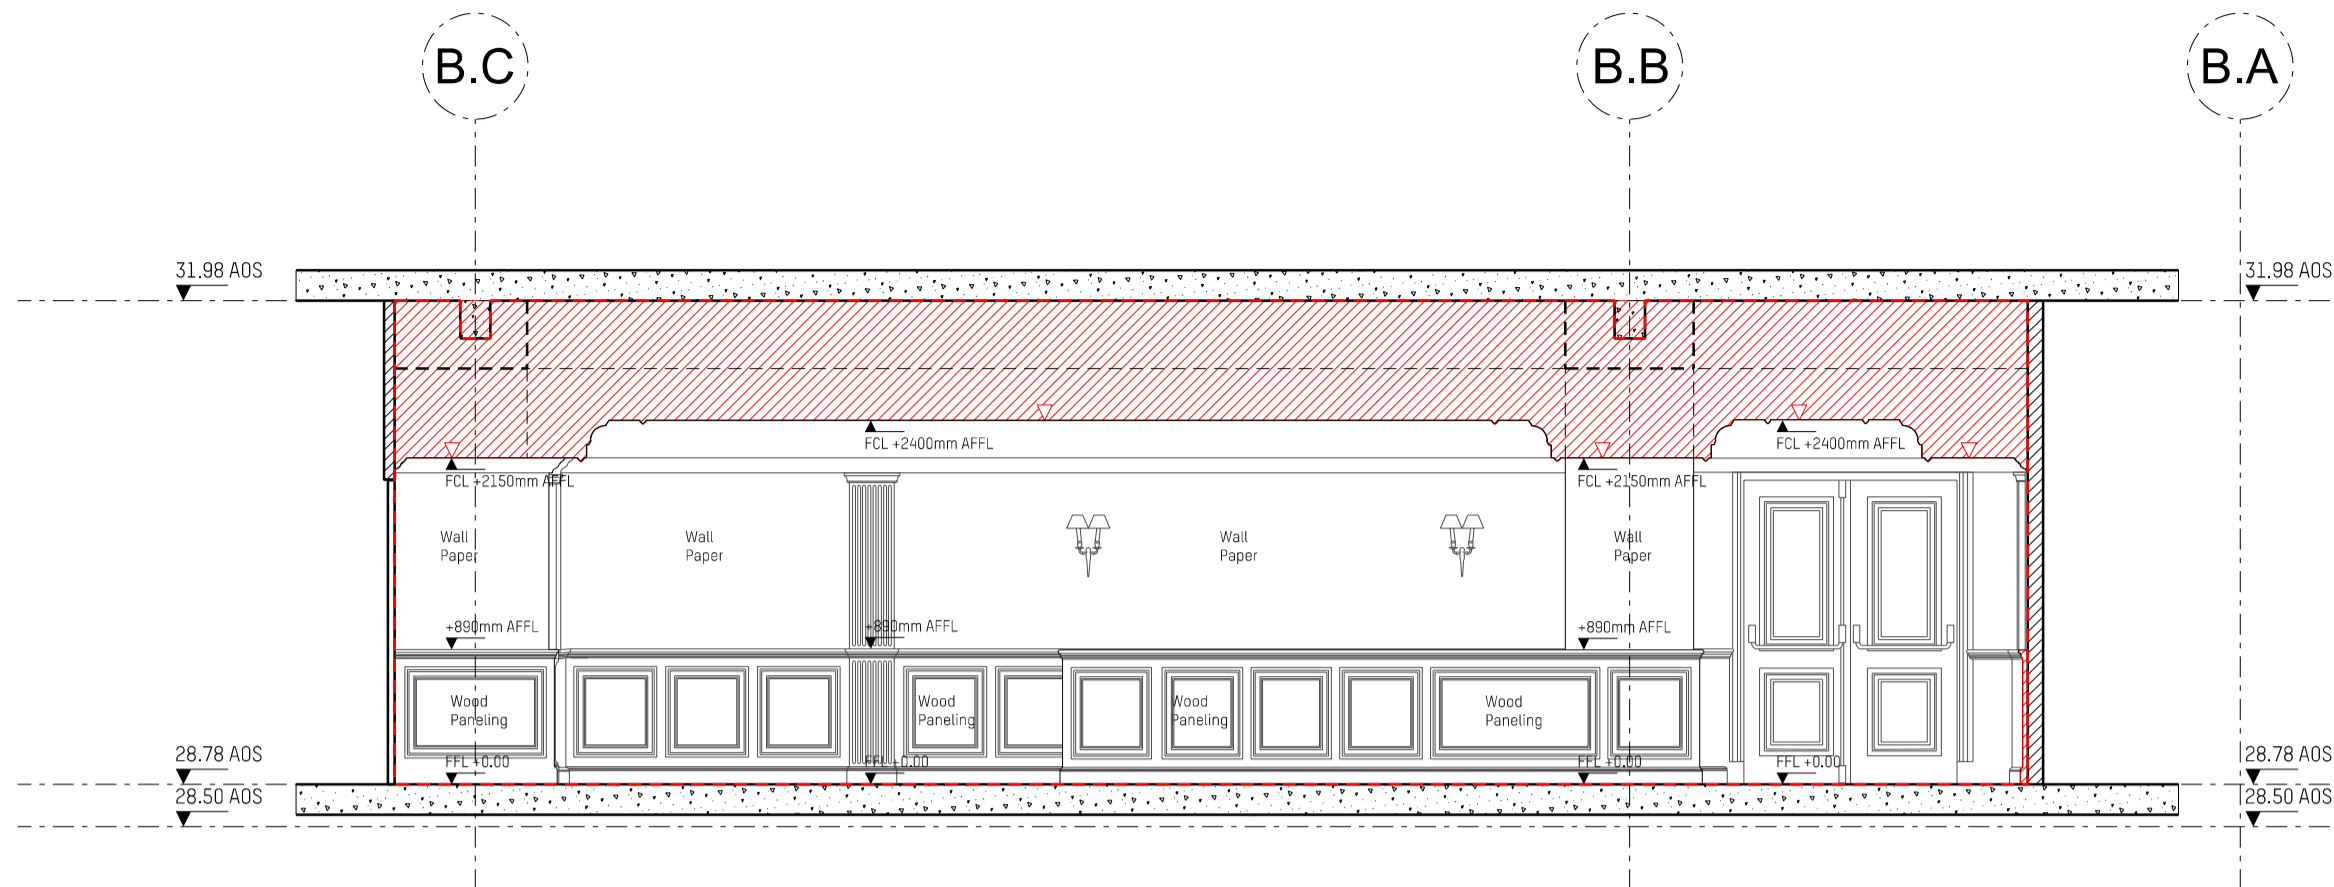 B.C
B.B
B.A
31.98 AOS
31.98 AOS
FCL +2400mm AFFL
FCL +2400mm AFFL
FCL +2150mm AFFL
FCL +2150mm AFFL
Wall
Paper
Wall
Paper
Wall
Paper
Wall
Paper
+890mm AFFL
+890mm AFFL
+890mm AFFL
Wood
Paneling
Wood
Paneling
Wood
Paneling
Wood
Paneling
28.78 AOS
FFL +0.00
FFL +0.00
FFL +0.00
FFL +0.00
28.78 AOS
28.50 AOS
28.50 AOS